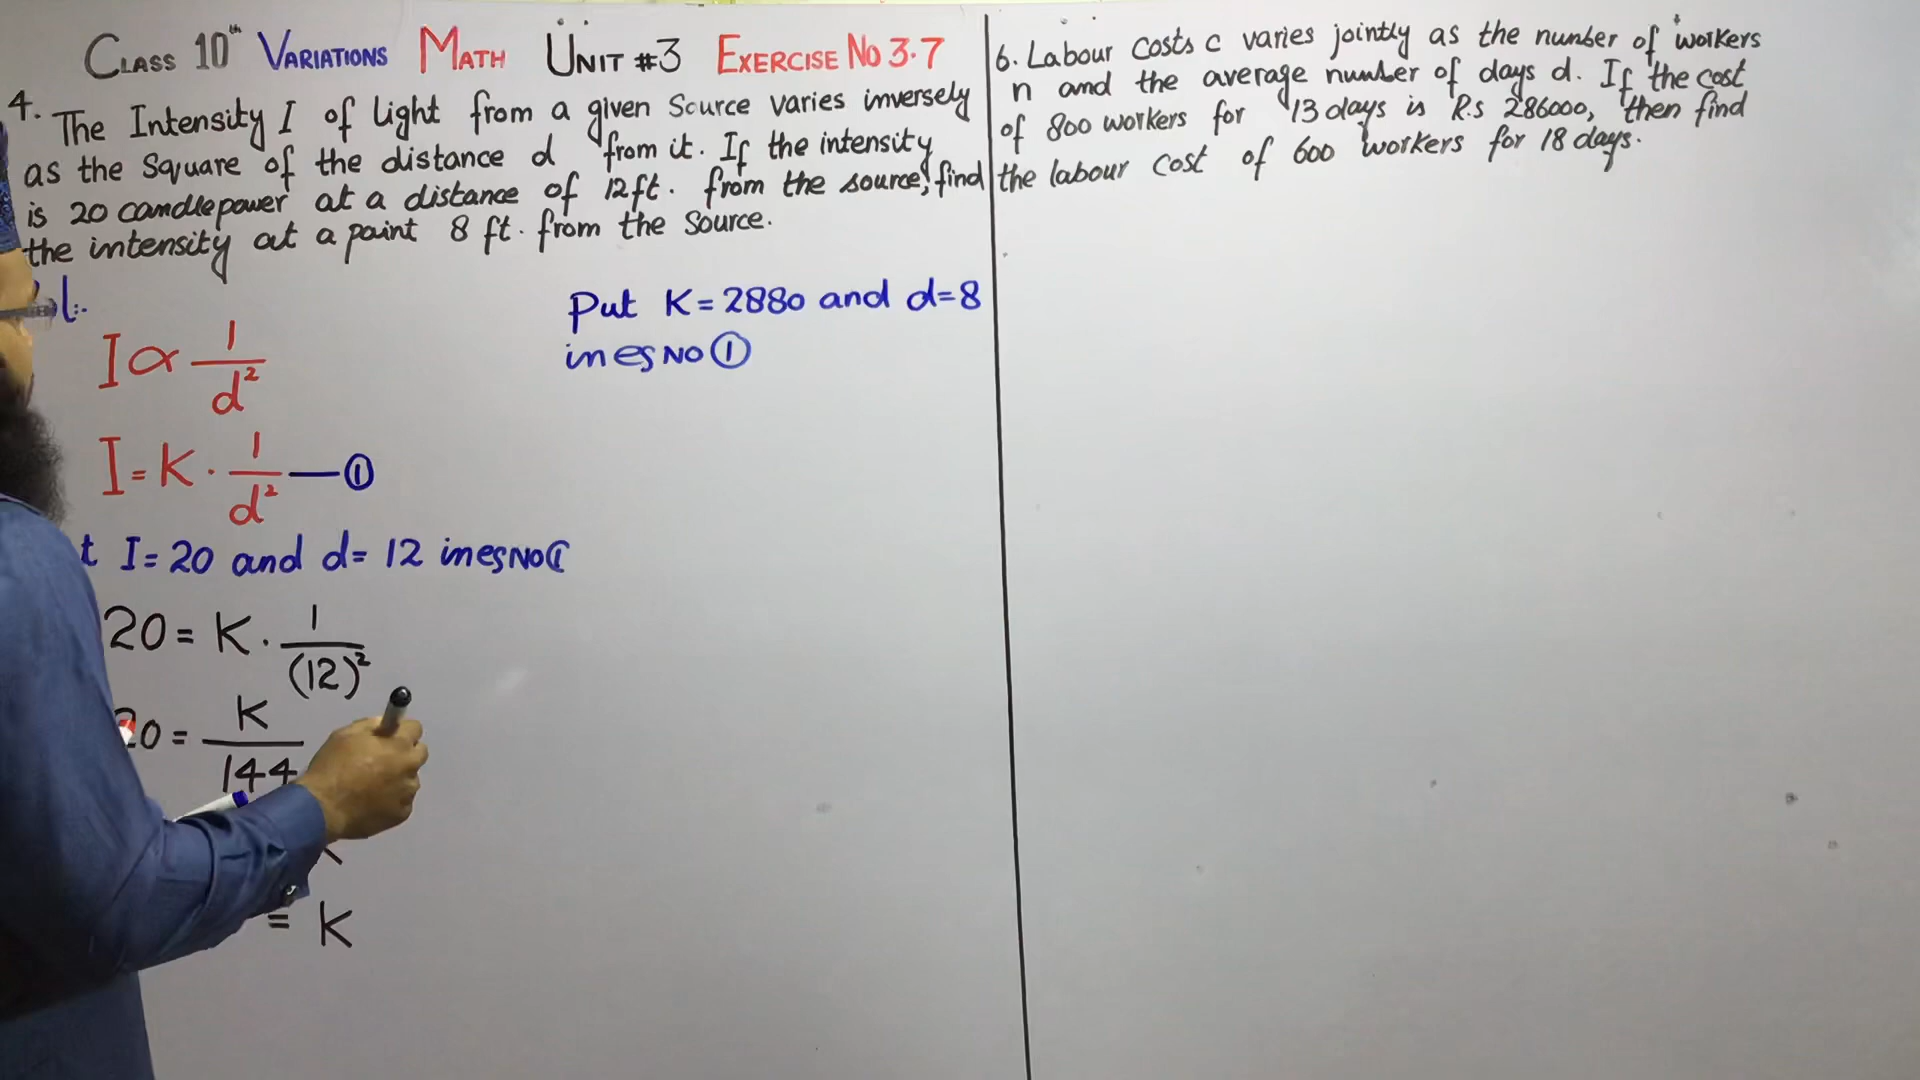 CLASS 10th VARIATIONS MATH UNIT #3 EXERCISE NO 3.7
4. The Intensity I of Light from a given Source varies inversely
as the Square of the distance d from it. If the intensity
is 20 candlepower at a distance of 12ft. from the source, find
the intensity at a point 8 ft. from the Source.
I ∝ 1/d²
I = K · 1/d² — ①
I = 20 and d = 12 in eq No ①
20 = K · 1/(12)²
20 = K/144
= K
Put K = 2880 and d = 8
in eq No ①
6. Labour Costs c varies jointly as the number of workers
n and the average number of days d. If the cost
of 800 workers for 13 days is R.s 286000, then find
the labour cost of 600 workers for 18 days.